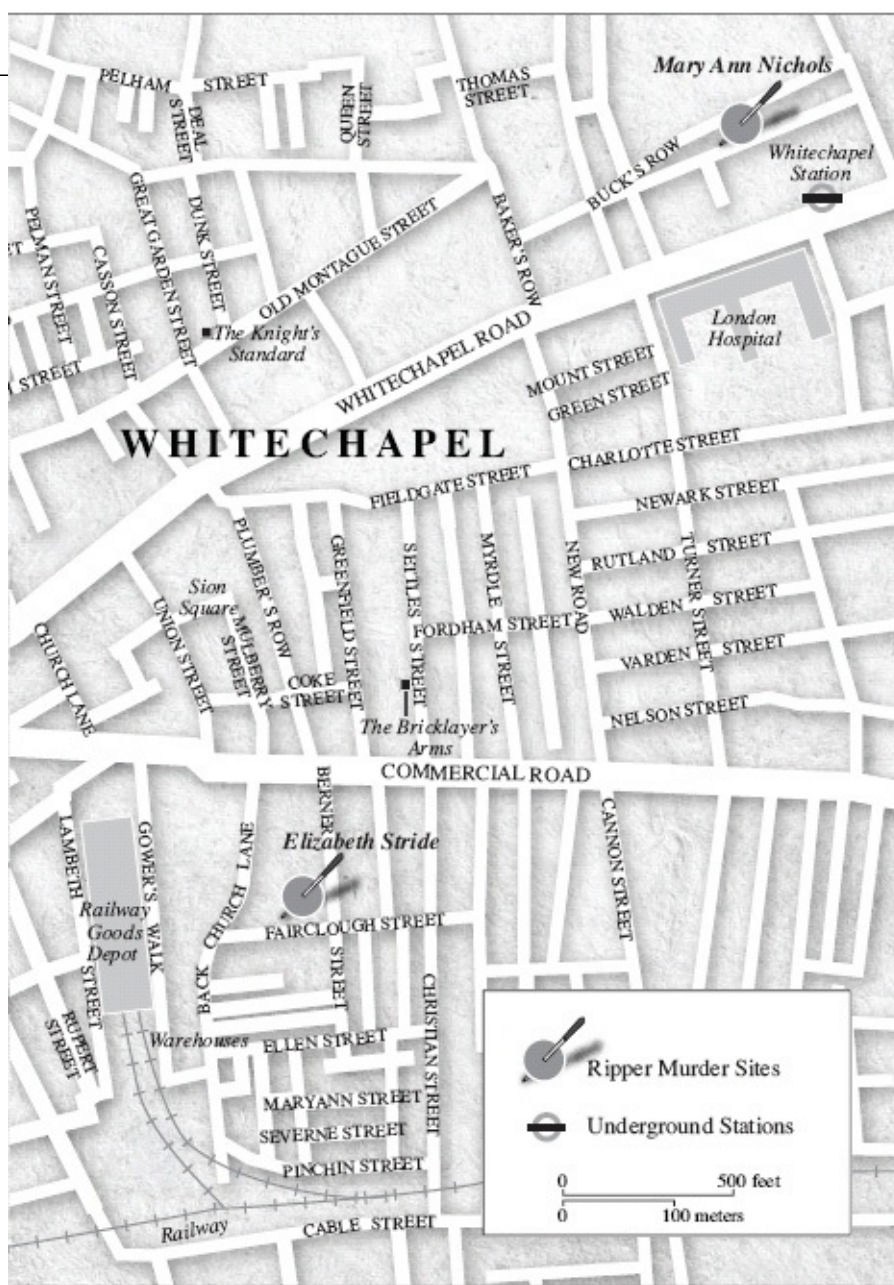 PELHAM STREET
DEAL STREET
QUEEN STREET
THOMAS STREET
Mary Ann Nichols
BUCK'S ROW
Whitechapel
Station
PELMAN STREET
CASSON STREET
GREAT GARDEN STREET
DUNK STREET
OLD MONTAGUE STREET
BAKER'S ROW
The Knight's
Standard
WHITECHAPEL ROAD
London
Hospital
STREET
MOUNT STREET
GREEN STREET
WHITECHAPEL
FIELDGATE STREET
CHARLOTTE STREET
NEWARK STREET
PLUMBER'S ROW
GREENFIELD STREET
SETTLES STREET
MYRDLE STREET
NEW ROAD
RUTLAND STREET
TURNER STREET
Sion
Square
UNION STREET
MULBERRY STREET
FORDHAM STREET
WALDEN STREET
VARDEN STREET
CHURCH LANE
COKE STREET
NELSON STREET
The Bricklayer's
Arms
COMMERCIAL ROAD
LAMBETH STREET
GOWER'S WALK
BACK CHURCH LANE
BERNER STREET
CANNON STREET
Elizabeth Stride
Railway
Goods
Depot
FAIRCLOUGH STREET
CHRISTIAN STREET
RUPERT STREET
Warehouses
ELLEN STREET
MARYANN STREET
SEVERNE STREET
PINCHIN STREET
Railway
CABLE STREET
Ripper Murder Sites
Underground Stations
0 500 feet
0 100 meters